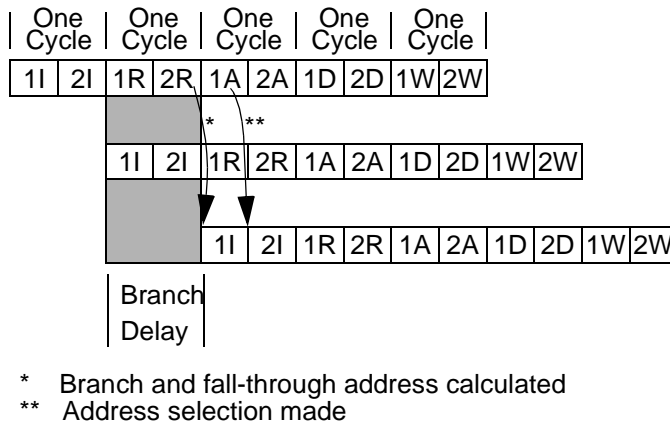 One One One One One
Cycle Cycle Cycle Cycle Cycle
1I 2I 1R 2R 1A 2A 1D 2D 1W 2W
* **
1I 2I 1R 2R 1A 2A 1D 2D 1W 2W
1I 2I 1R 2R 1A 2A 1D 2D 1W 2W
Branch
Delay
* Branch and fall-through address calculated
** Address selection made